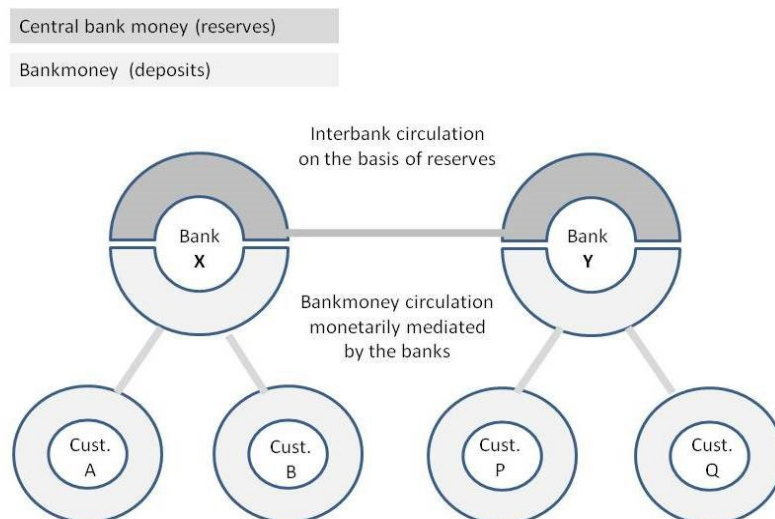 Central bank money (reserves)
Bankmoney (deposits)
Interbank circulation
on the basis of reserves
Bank
X
Bank
Y
Bankmoney circulation
monetarily mediated
by the banks
Cust.
A
Cust.
B
Cust.
P
Cust.
Q